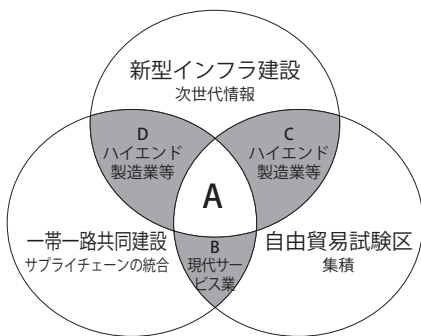 新型インフラ建設
次世代情報
D
ハイエンド
製造業等
C
ハイエンド
製造業等
A
一帯一路共同建設
サプライチェーンの統合
B
現代サー
ビス業
自由貿易試験区
集積